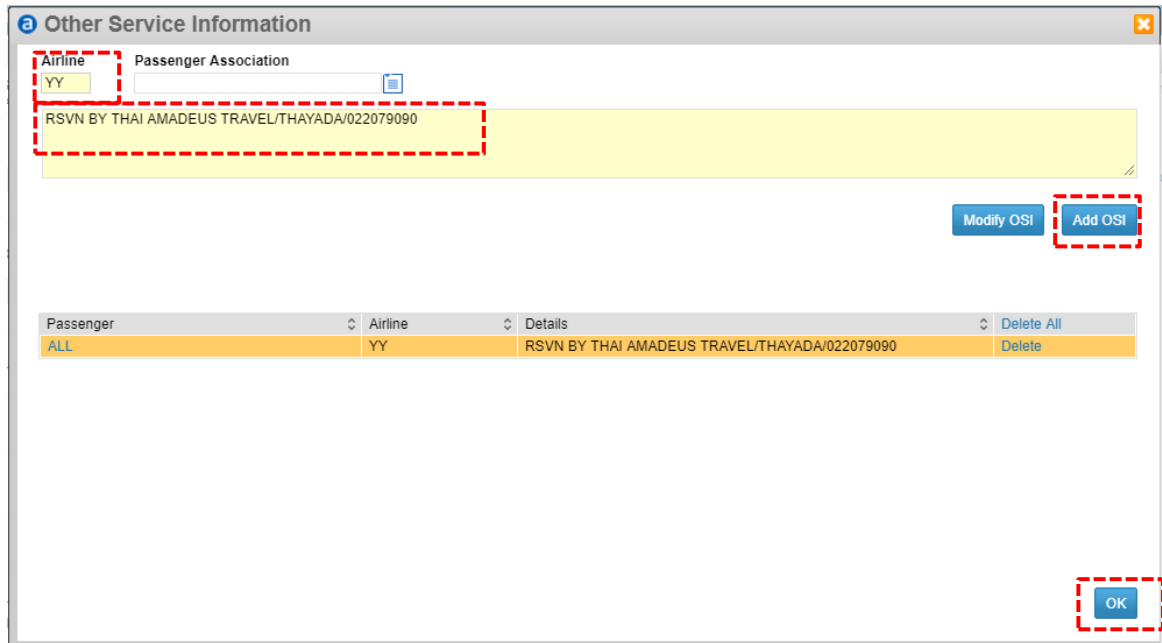 a Other Service Information
Airline Passenger Association
YY
RSVN BY THAI AMADEUS TRAVEL/THAYADA/022079090
Modify OSI Add OSI
Passenger Airline Details Delete All
ALL YY RSVN BY THAI AMADEUS TRAVEL/THAYADA/022079090 Delete
OK